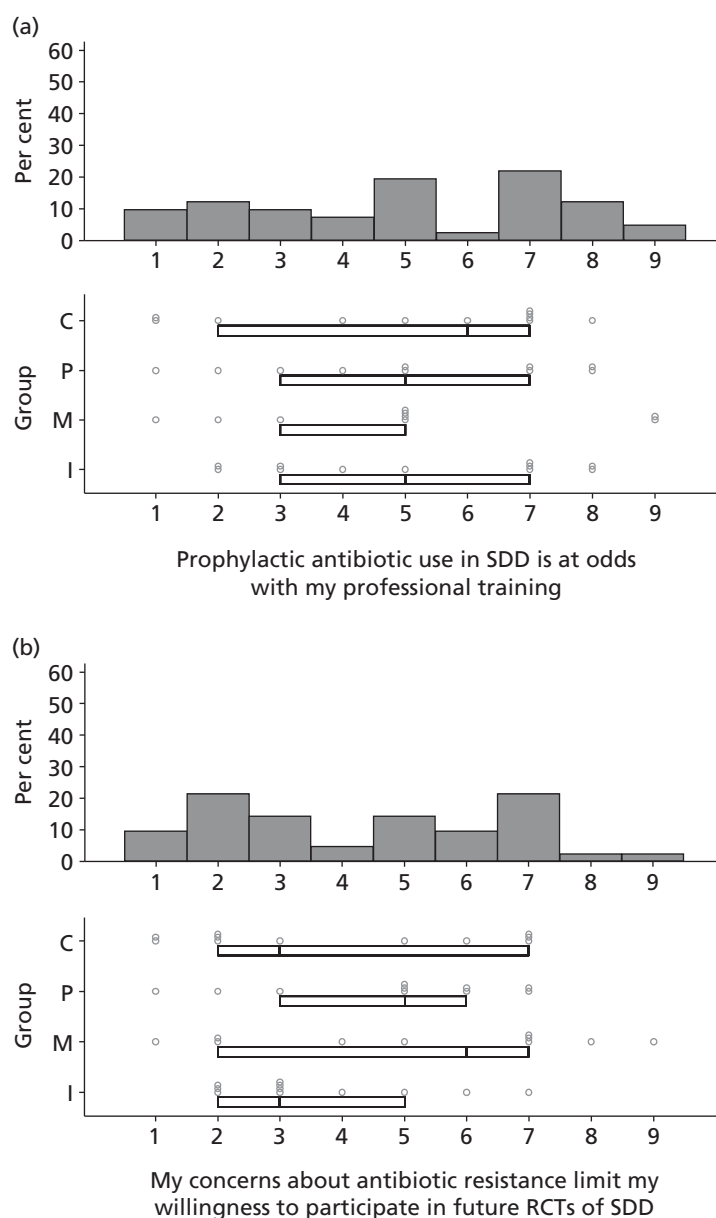 (a)
60
50
40
30
20
10
0
Per cent
1 2 3 4 5 6 7 8 9
C
P
M
I
Group
1 2 3 4 5 6 7 8 9
Prophylactic antibiotic use in SDD is at odds
with my professional training
(b)
60
50
40
30
20
10
0
Per cent
1 2 3 4 5 6 7 8 9
C
P
M
I
Group
1 2 3 4 5 6 7 8 9
My concerns about antibiotic resistance limit my
willingness to participate in future RCTs of SDD